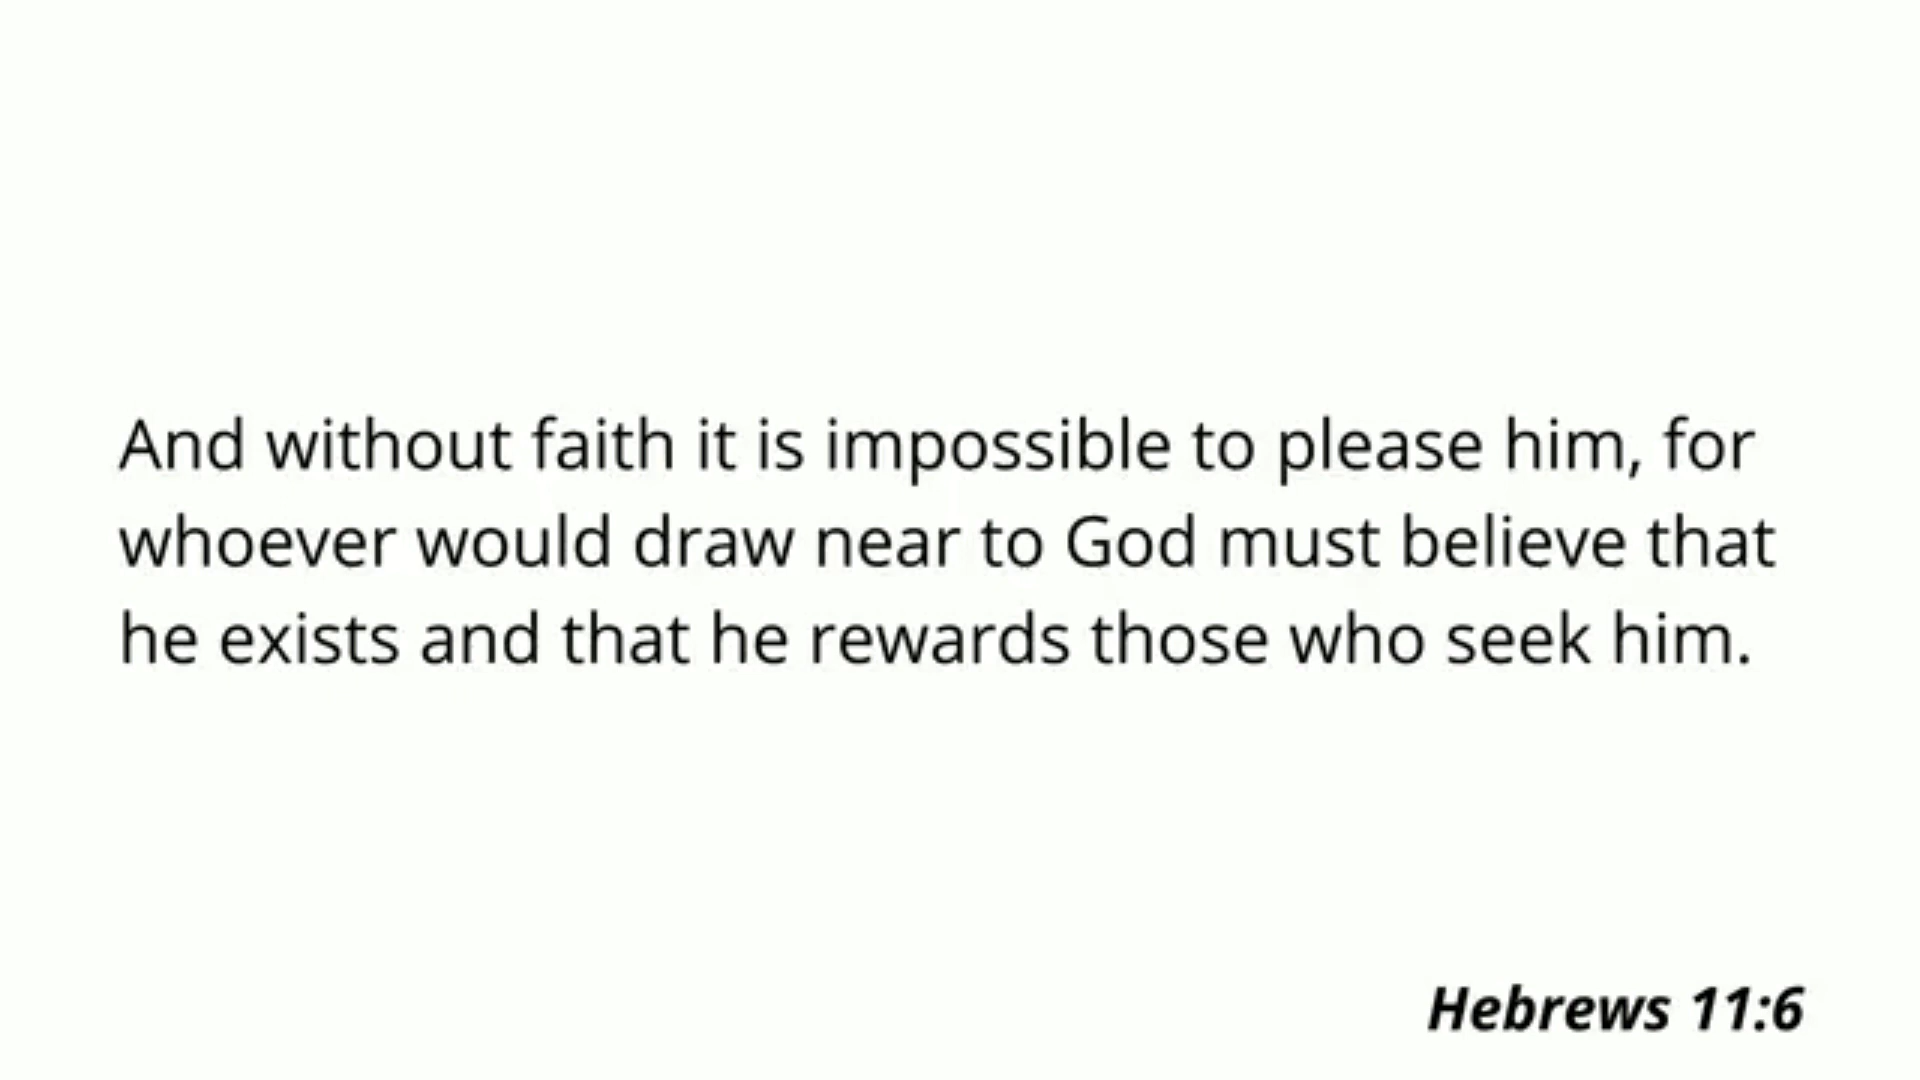 And without faith it is impossible to please him, for
whoever would draw near to God must believe that
he exists and that he rewards those who seek him.
Hebrews 11:6